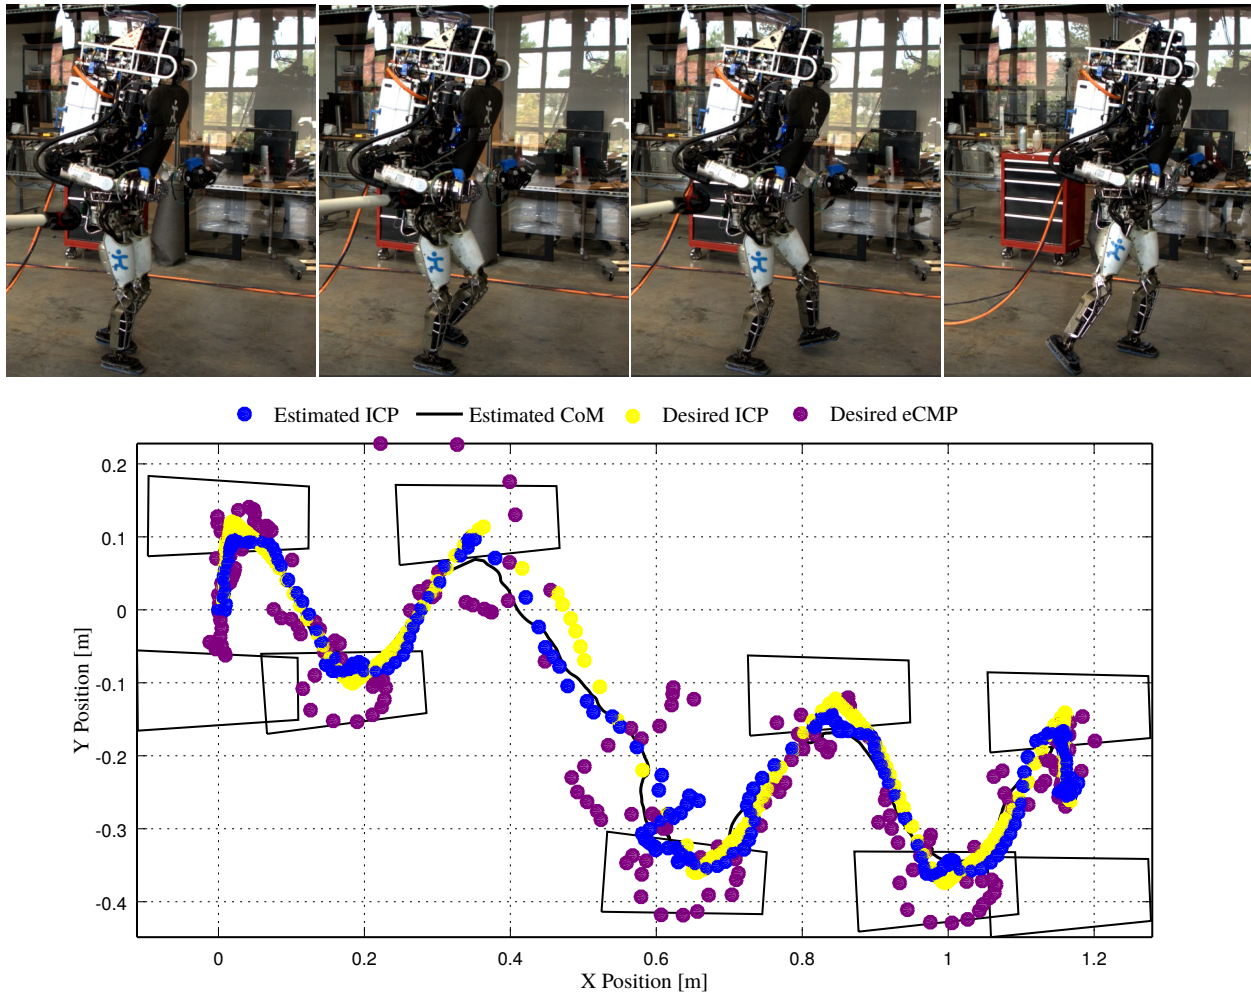 Estimated ICP Estimated CoM Desired ICP Desired eCMP
0.2
0.1
0
-0.1
-0.2
-0.3
-0.4
Y Position [m]
0 0.2 0.4 0.6 0.8 1 1.2
X Position [m]